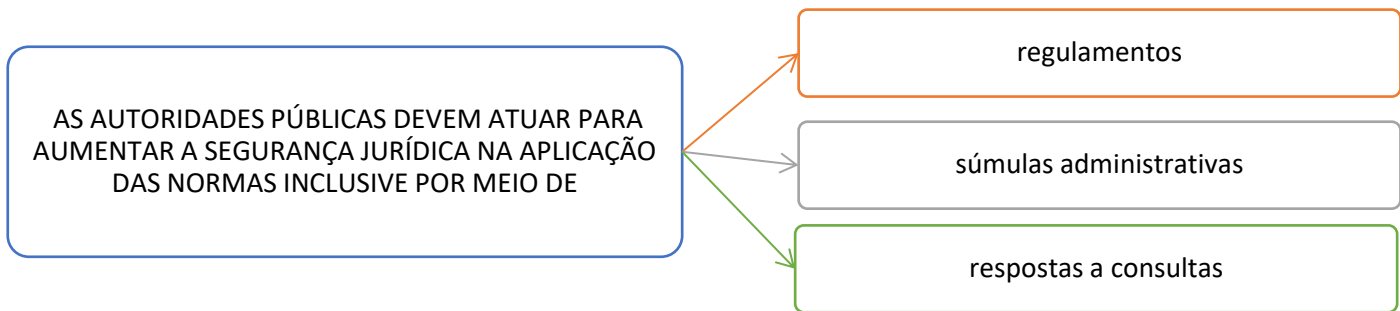 AS AUTORIDADES PÚBLICAS DEVEM ATUAR PARA
AUMENTAR A SEGURANÇA JURÍDICA NA APLICAÇÃO
DAS NORMAS INCLUSIVE POR MEIO DE
regulamentos
súmulas administrativas
respostas a consultas